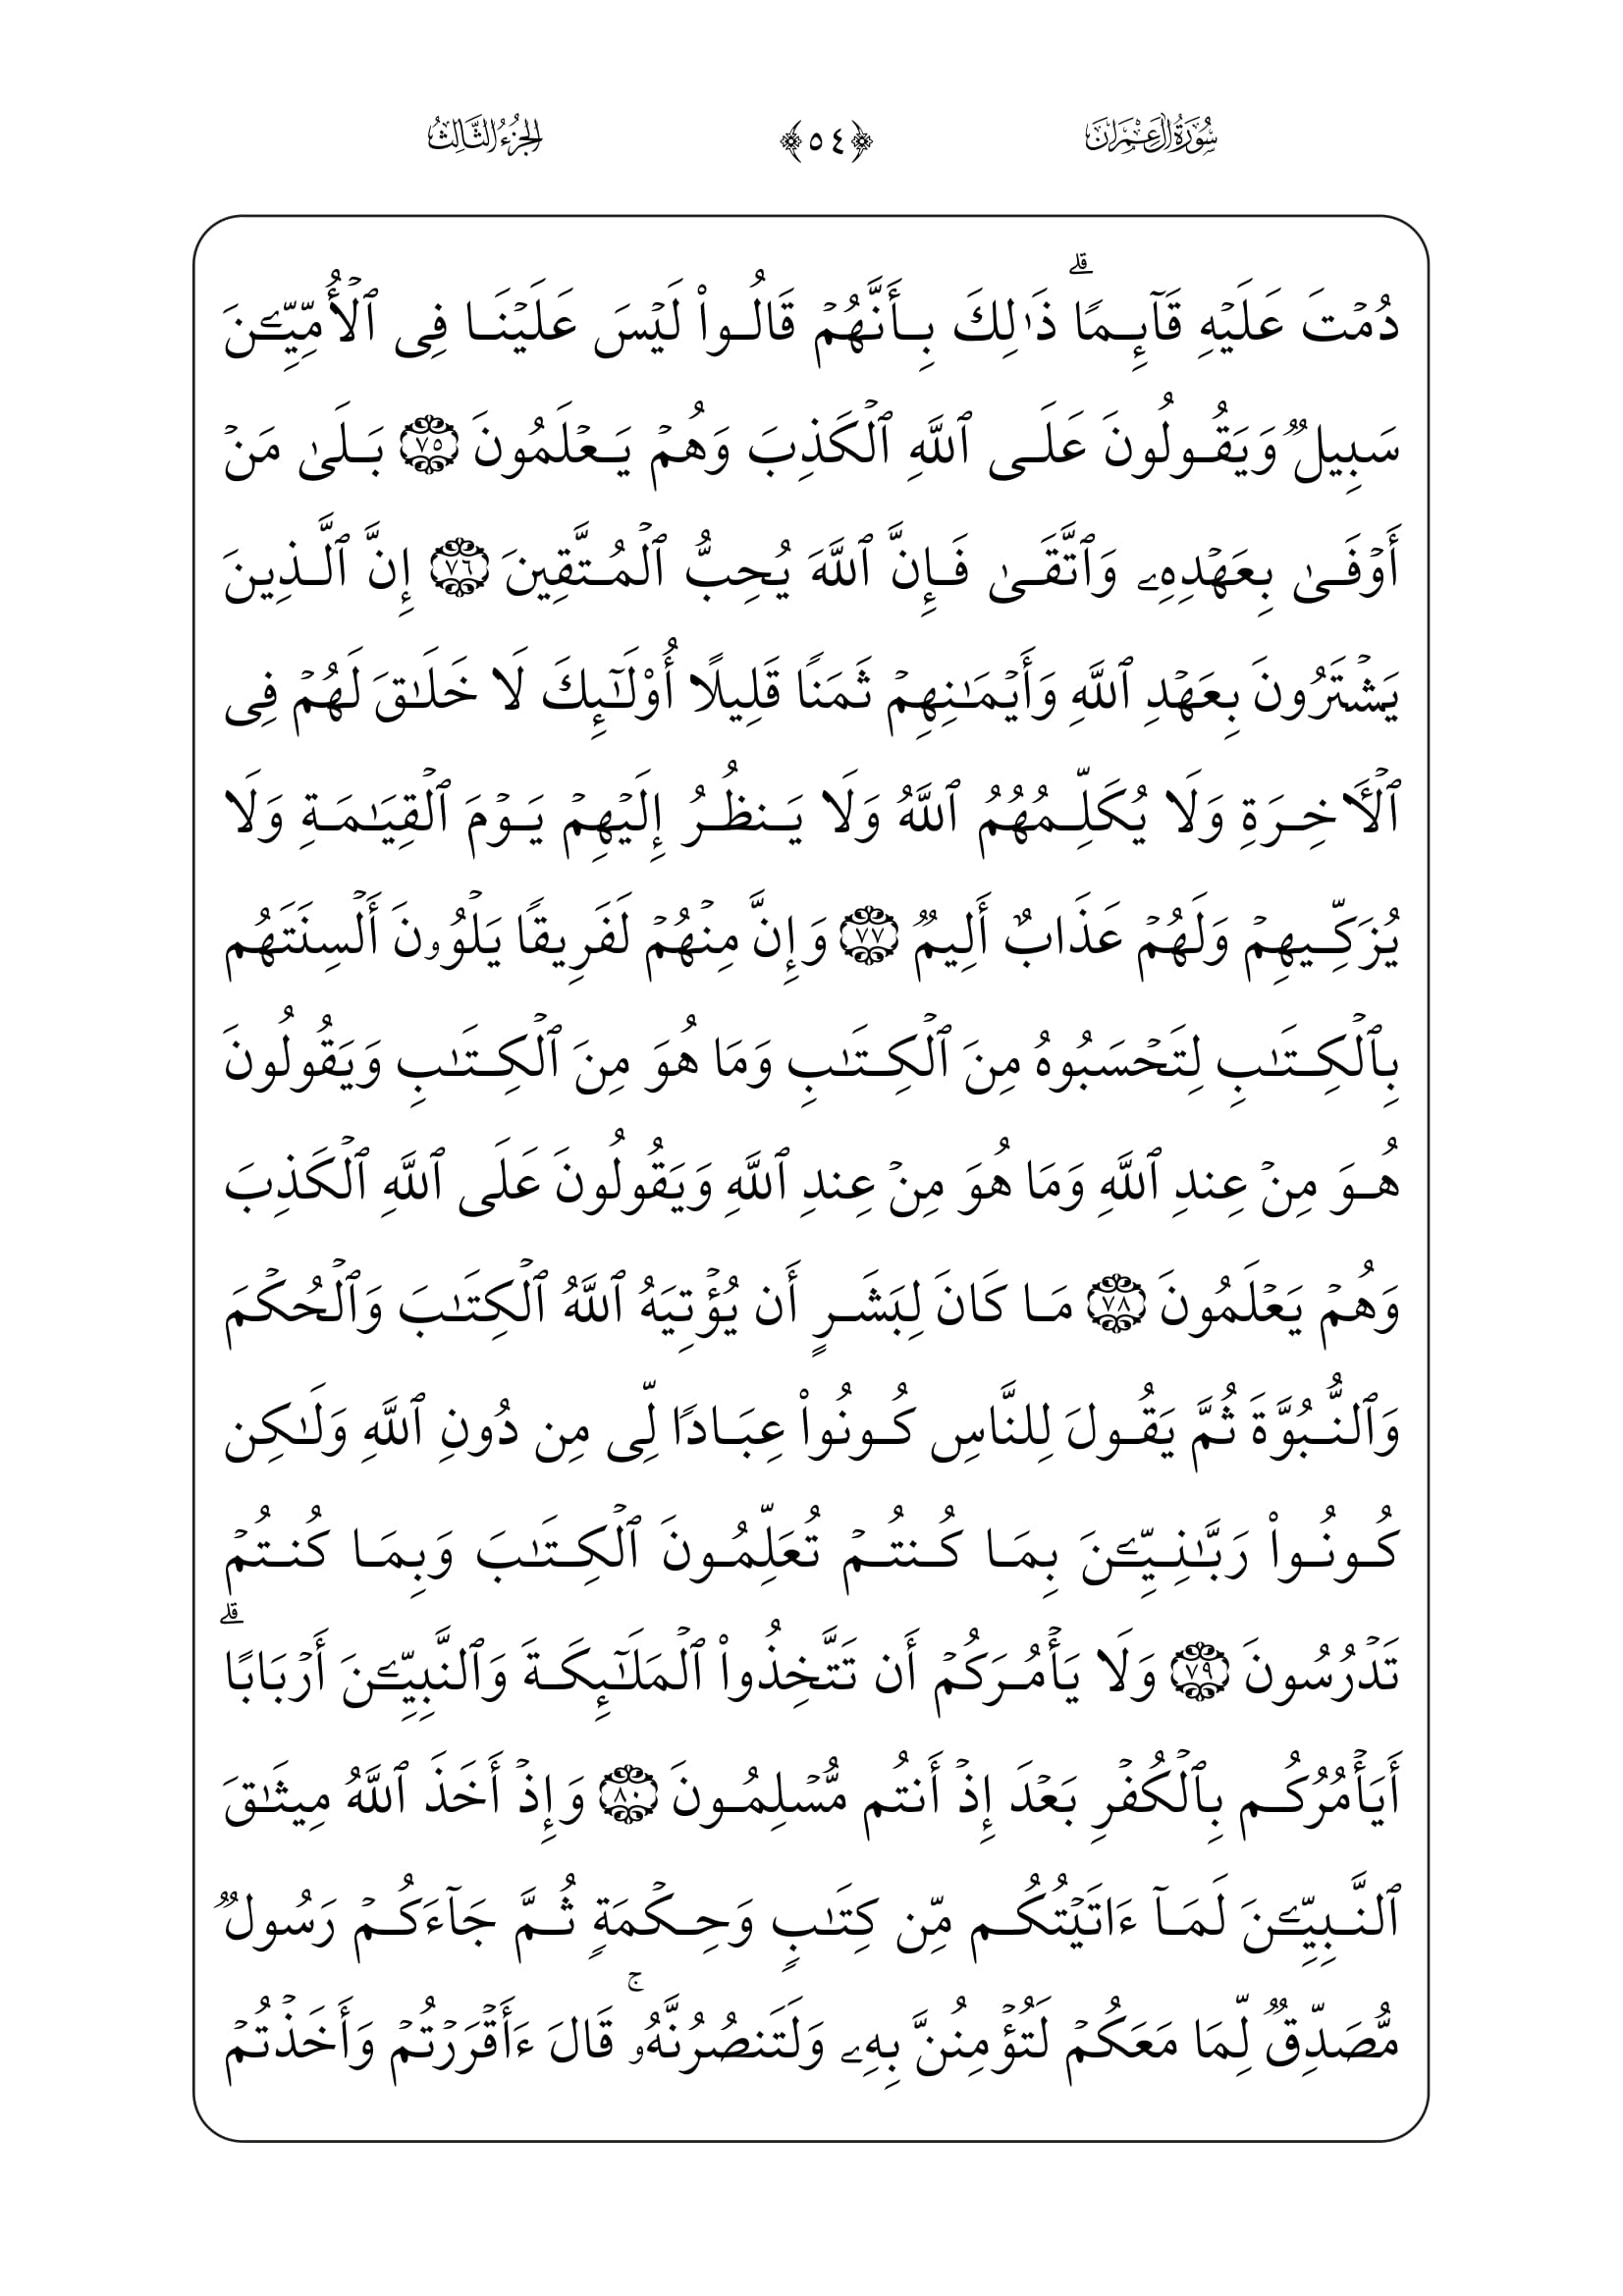 سُورَةُ آلِ عِمْرَانَ ﴿٥٤﴾ الجُزْءُ الثَّالِثُ
دُمۡتَ عَلَيۡهِ قَآئِمٗاۗ ذَٰلِكَ بِأَنَّهُمۡ قَالُواْ لَيۡسَ عَلَيۡنَا فِى ٱلۡأُمِّيِّـۧنَ
سَبِيلٞ وَيَقُولُونَ عَلَى ٱللَّهِ ٱلۡكَذِبَ وَهُمۡ يَعۡلَمُونَ ٧٥ بَلَىٰ مَنۡ
أَوۡفَىٰ بِعَهۡدِهِۦ وَٱتَّقَىٰ فَإِنَّ ٱللَّهَ يُحِبُّ ٱلۡمُتَّقِينَ ٧٦ إِنَّ ٱلَّذِينَ
يَشۡتَرُونَ بِعَهۡدِ ٱللَّهِ وَأَيۡمَٰنِهِمۡ ثَمَنٗا قَلِيلًا أُوْلَٰٓئِكَ لَا خَلَٰقَ لَهُمۡ فِى
ٱلۡأٓخِرَةِ وَلَا يُكَلِّمُهُمُ ٱللَّهُ وَلَا يَنظُرُ إِلَيۡهِمۡ يَوۡمَ ٱلۡقِيَٰمَةِ وَلَا
يُزَكِّيهِمۡ وَلَهُمۡ عَذَابٌ أَلِيمٞ ٧٧ وَإِنَّ مِنۡهُمۡ لَفَرِيقٗا يَلۡوُۥنَ أَلۡسِنَتَهُم
بِٱلۡكِتَٰبِ لِتَحۡسَبُوهُ مِنَ ٱلۡكِتَٰبِ وَمَا هُوَ مِنَ ٱلۡكِتَٰبِ وَيَقُولُونَ
هُوَ مِنۡ عِندِ ٱللَّهِ وَمَا هُوَ مِنۡ عِندِ ٱللَّهِ وَيَقُولُونَ عَلَى ٱللَّهِ ٱلۡكَذِبَ
وَهُمۡ يَعۡلَمُونَ ٧٨ مَا كَانَ لِبَشَرٍ أَن يُؤۡتِيَهُ ٱللَّهُ ٱلۡكِتَٰبَ وَٱلۡحُكۡمَ
وَٱلنُّبُوَّةَ ثُمَّ يَقُولَ لِلنَّاسِ كُونُواْ عِبَادٗا لِّى مِن دُونِ ٱللَّهِ وَلَٰكِن
كُونُواْ رَبَّٰنِيِّـۧنَ بِمَا كُنتُمۡ تُعَلِّمُونَ ٱلۡكِتَٰبَ وَبِمَا كُنتُمۡ
تَدۡرُسُونَ ٧٩ وَلَا يَأۡمُرَكُمۡ أَن تَتَّخِذُواْ ٱلۡمَلَٰٓئِكَةَ وَٱلنَّبِيِّـۧنَ أَرۡبَابًاۗ
أَيَأۡمُرُكُم بِٱلۡكُفۡرِ بَعۡدَ إِذۡ أَنتُم مُّسۡلِمُونَ ٨٠ وَإِذۡ أَخَذَ ٱللَّهُ مِيثَٰقَ
ٱلنَّبِيِّـۧنَ لَمَآ ءَاتَيۡتُكُم مِّن كِتَٰبٖ وَحِكۡمَةٖ ثُمَّ جَآءَكُمۡ رَسُولٞ
مُّصَدِّقٞ لِّمَا مَعَكُمۡ لَتُؤۡمِنُنَّ بِهِۦ وَلَتَنصُرُنَّهُۥۚ قَالَ ءَأَقۡرَرۡتُمۡ وَأَخَذۡتُمۡ